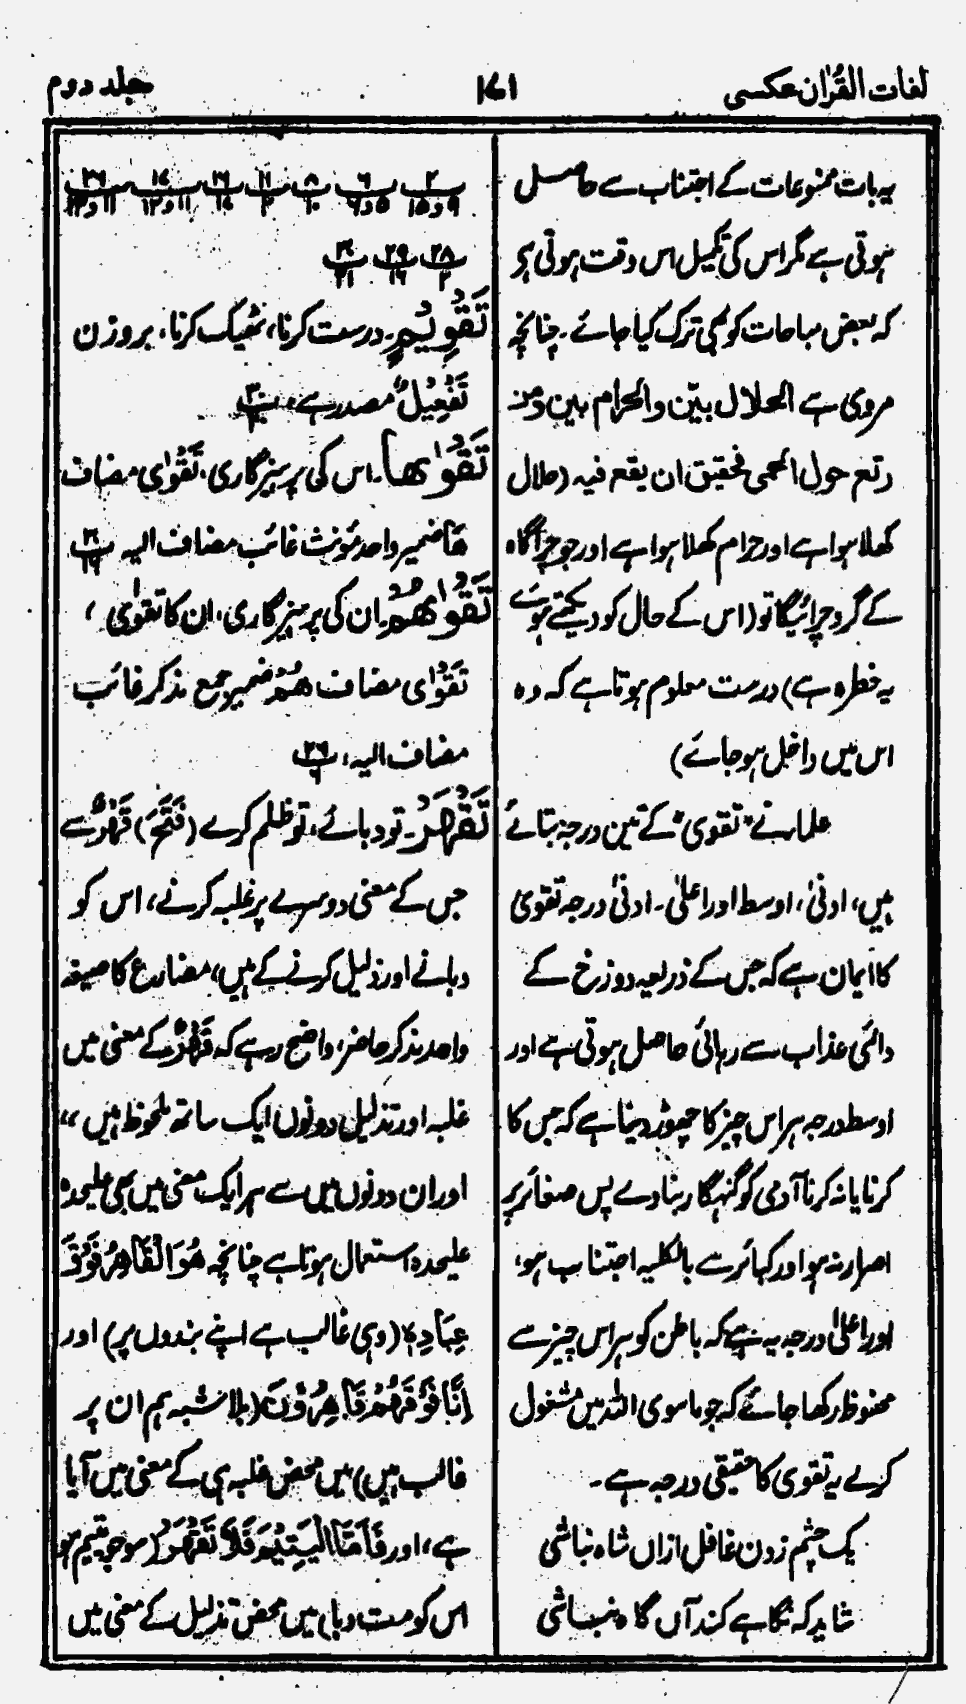 لغات القرآن عکسی
۱۷۱
جلد دوم
یہ بات ممنوعات کے اجتناب سے حاصل
ہوتی ہے مگر اس کی تکمیل اس وقت ہوتی ہو
کہ بعض مباحات کو بھی ترک کیا جائے۔ چنانچہ
مروی ہے الحلال بیّن والحرام بین ومن
رتع حول الحمی فحقیق ان یقع فیہ (حلال
کھلا ہوا ہے اور حرام کھلا ہوا ہے اور جو چراگاہ
کے گرد چرائیگا تو (اس کے حال کو دیکھتے ہوئے
یہ خطرہ ہے) درست معلوم ہوتا ہے کہ وہ
اس میں داخل ہو جائے)
علماء نے "تقوی" کے تین درجہ بتائے
ہیں، ادنیٰ، اوسط اور اعلیٰ۔ ادنیٰ درجہ تقویٰ
کا ایمان ہے کہ جس کے ذریعہ دوزخ کے
دائمی عذاب سے رہائی حاصل ہوتی ہے اور
اوسط درجہ ہر اس چیز کا چھوڑ دینا ہے کہ جس کا
کرنا یا نہ کرنا آدمی کو گنہگار بنا دے پس صغائر پر
اصرار نہ ہو اور کبائر سے بالکلیہ اجتناب ہو،
اور اعلیٰ درجہ یہ ہے کہ باطن کو ہر اس چیز سے
محفوظ رکھا جائے کہ جو ماسوی اللہ میں مشغول
کرے یہ تقوی کا حقیقی درجہ ہے۔
یک چشم زدن غافل ازاں شاہ نباشی
شاید کہ نگاہے کند آں گاہ نباشی
۲ ۶ ۸ ۱۱ ۱۶ ۱۷ ۲۶
۹ و ۱۵ ۵ و ۶ ۱۰ ۲ ۱۶ ۱۱ و ۱۲ ۱۱ و ۱۳
۲۸ ۲۹ ۳۰
۲ ۱۶ ۲۱
تَقْوِیْمٍ۔ درست کرنا، ٹھیک کرنا، بروزن
تَفْعِیْلٌ مصدر ہے، ۳۰
تَقْوٰىهَا۔ اس کی پرہیزگاری، تَقْوٰی مضاف
هَا ضمیر واحد مؤنث غائب مضاف الیہ ۳۰
تَقْوٰىهُمْ۔ ان کی پرہیزگاری، ان کا تقوٰی،
تَقْوٰی مضاف هُمْ ضمیر جمع مذکر غائب
مضاف الیہ، ۲۶
تَقْهَرْ۔ تو دبائے، تو ظلم کرے (فَتَحَ) قَهْرٌ سے
جس کے معنی دوسرے پر غلبہ کرنے، اس کو
دبانے اور ذلیل کرنے کے ہیں، مضارع کا صیغہ
واحد مذکر حاضر، واضح رہے کہ قَهْرٌ کے معنی میں
غلبہ اور تذلیل دونوں ایک ساتھ ملحوظ ہیں،،
اور ان دونوں میں سے ہر ایک معنی میں بھی علیحدہ
علیحدہ استعمال ہوتا ہے چنانچہ هُوَ الْقَاهِرُ فَوْقَ
عِبَادِهٖ (وہی غالب ہے اپنے بندوں پر) اور
اِنَّا فَوْقَهُمْ قَاهِرُوْنَ (بلا شبہ ہم ان پر
غالب ہیں) میں محض غلبہ ہی کے معنی میں آیا
ہے، اور فَاَمَّا الْیَتِیْمَ فَلَا تَقْهَرْ (سو جو یتیم ہو
اس کو مت دبا) میں محض تذلیل کے معنی میں